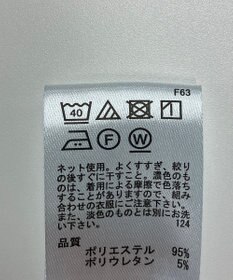 F63
40
F W
ネット使用。よくすすぎ、絞り
の後すぐに干すこと。濃色のも
のは、着用による摩擦で色落ち
する場合がありますので、組み
合わせの衣服にご注意下さい。
また、淡色のものとは別にお洗
い下さい。 124
品質
ポリエステル 95%
ポリウレタン 5%